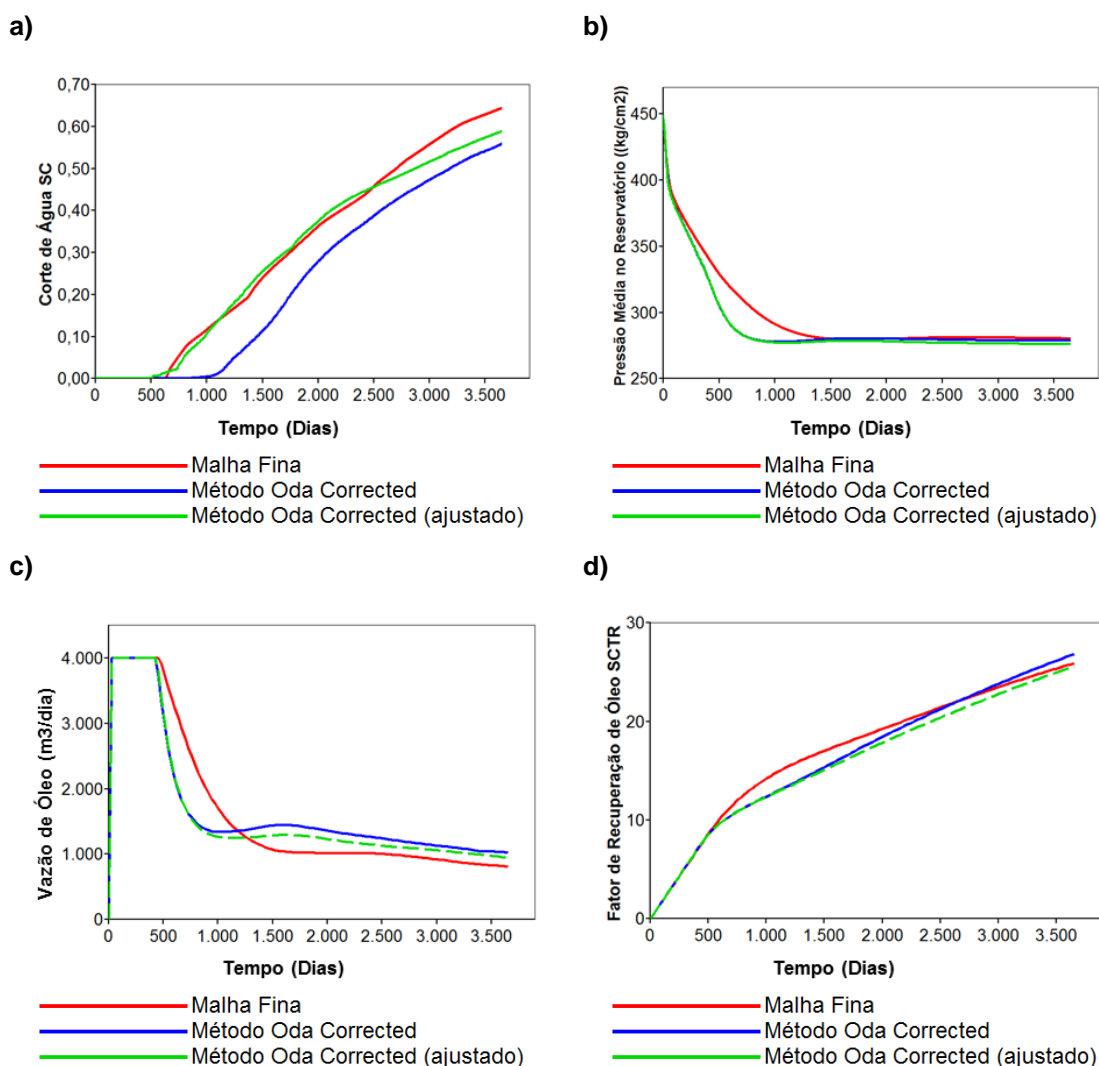 a)
Corte de Água SC
0,70
0,60
0,50
0,40
0,30
0,20
0,10
0,00
0 500 1.000 1.500 2.000 2.500 3.000 3.500
Tempo (Dias)
Malha Fina
Método Oda Corrected
Método Oda Corrected (ajustado)
b)
Pressão Média no Reservatório ((kg/cm2))
450
400
350
300
250
0 500 1.000 1.500 2.000 2.500 3.000 3.500
Tempo (Dias)
Malha Fina
Método Oda Corrected
Método Oda Corrected (ajustado)
c)
Vazão de Óleo (m3/dia)
4.000
3.000
2.000
1.000
0
0 500 1.000 1.500 2.000 2.500 3.000 3.500
Tempo (Dias)
Malha Fina
Método Oda Corrected
Método Oda Corrected (ajustado)
d)
Fator de Recuperação de Óleo SCTR
30
20
10
0
0 500 1.000 1.500 2.000 2.500 3.000 3.500
Tempo (Dias)
Malha Fina
Método Oda Corrected
Método Oda Corrected (ajustado)